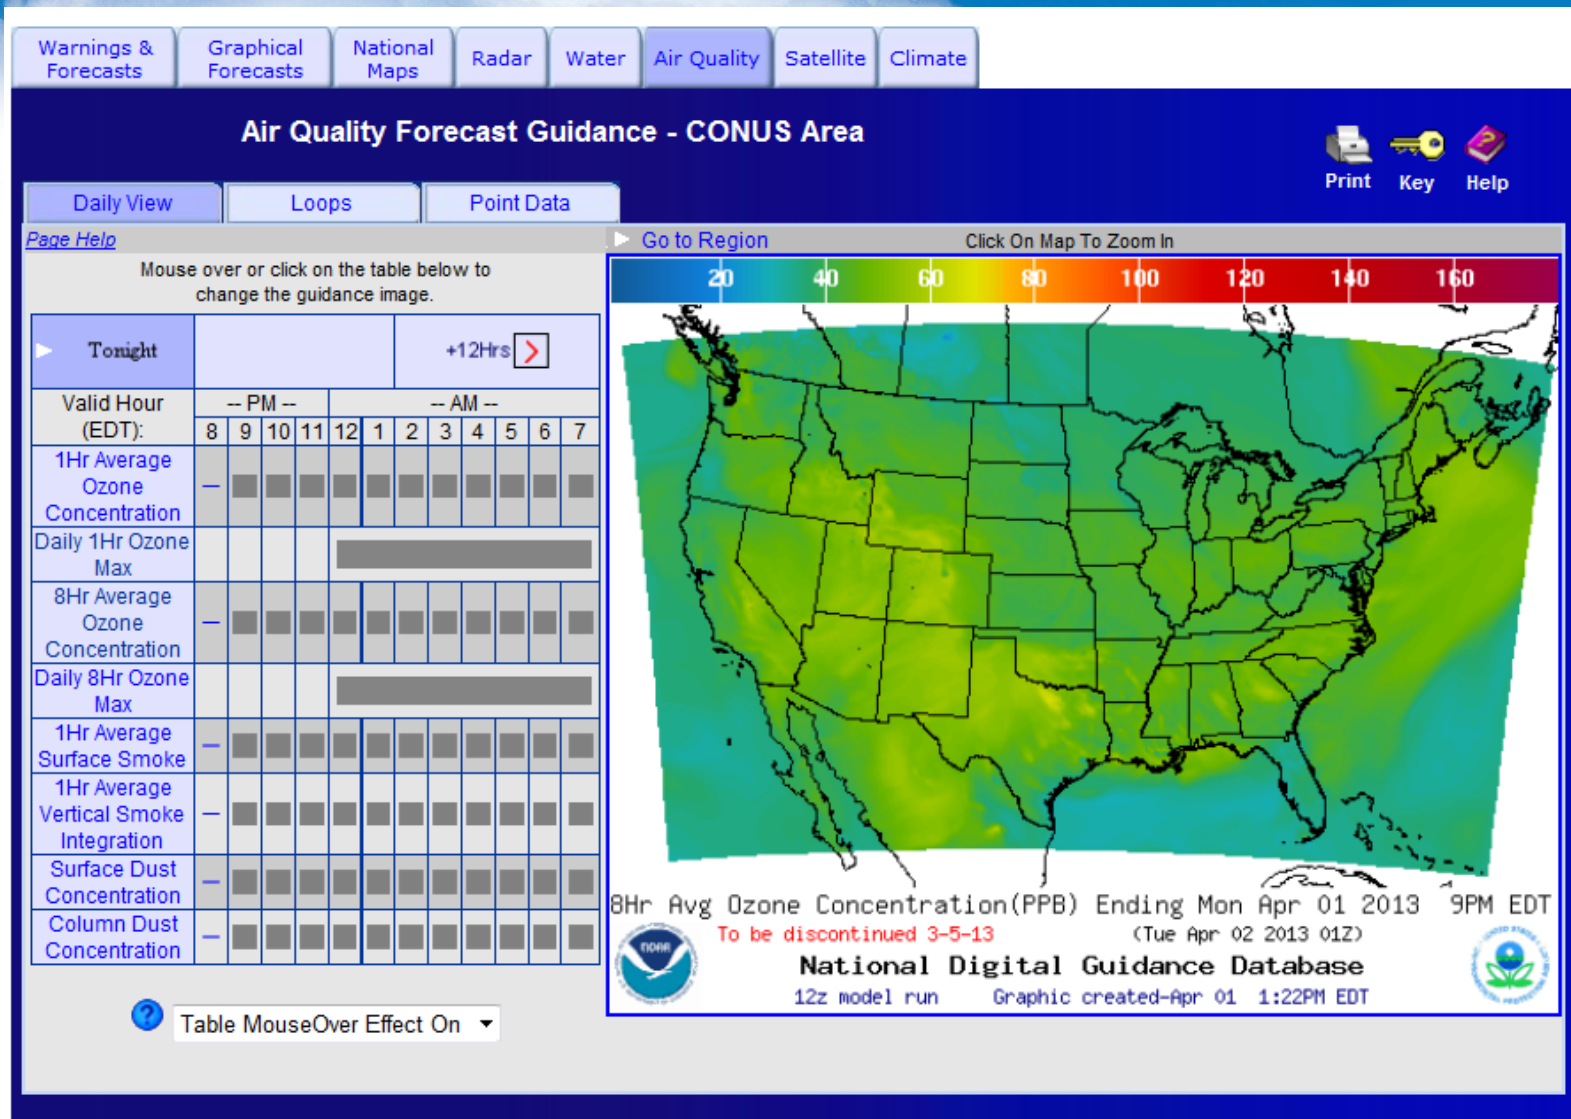 Warnings & Forecasts
Graphical Forecasts
National Maps
Radar
Water
Air Quality
Satellite
Climate
Air Quality Forecast Guidance - CONUS Area
Print
Key
Help
Daily View
Loops
Point Data
Page Help
Go to Region
Click On Map To Zoom In
Mouse over or click on the table below to
change the guidance image.
20 40 60 80 100 120 140 160
Tonight
+12Hrs
Valid Hour
(EDT):
-- PM --
-- AM --
8 9 10 11 12 1 2 3 4 5 6 7
1Hr Average
Ozone
Concentration
Daily 1Hr Ozone
Max
8Hr Average
Ozone
Concentration
Daily 8Hr Ozone
Max
1Hr Average
Surface Smoke
1Hr Average
Vertical Smoke
Integration
Surface Dust
Concentration
Column Dust
Concentration
Table MouseOver Effect On
8Hr Avg Ozone Concentration(PPB) Ending Mon Apr 01 2013 9PM EDT
To be discontinued 3-5-13
(Tue Apr 02 2013 01Z)
National Digital Guidance Database
12z model run
Graphic created-Apr 01 1:22PM EDT
NOAA